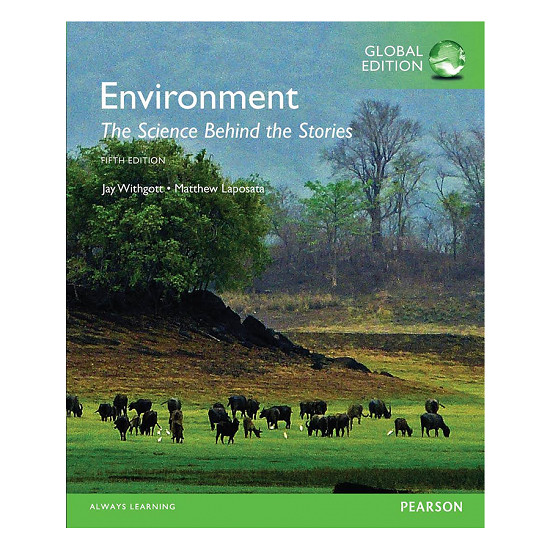 GLOBAL
EDITION
Environment
The Science Behind the Stories
FIFTH EDITION
Jay Withgott • Matthew Laposata
ALWAYS LEARNING
PEARSON